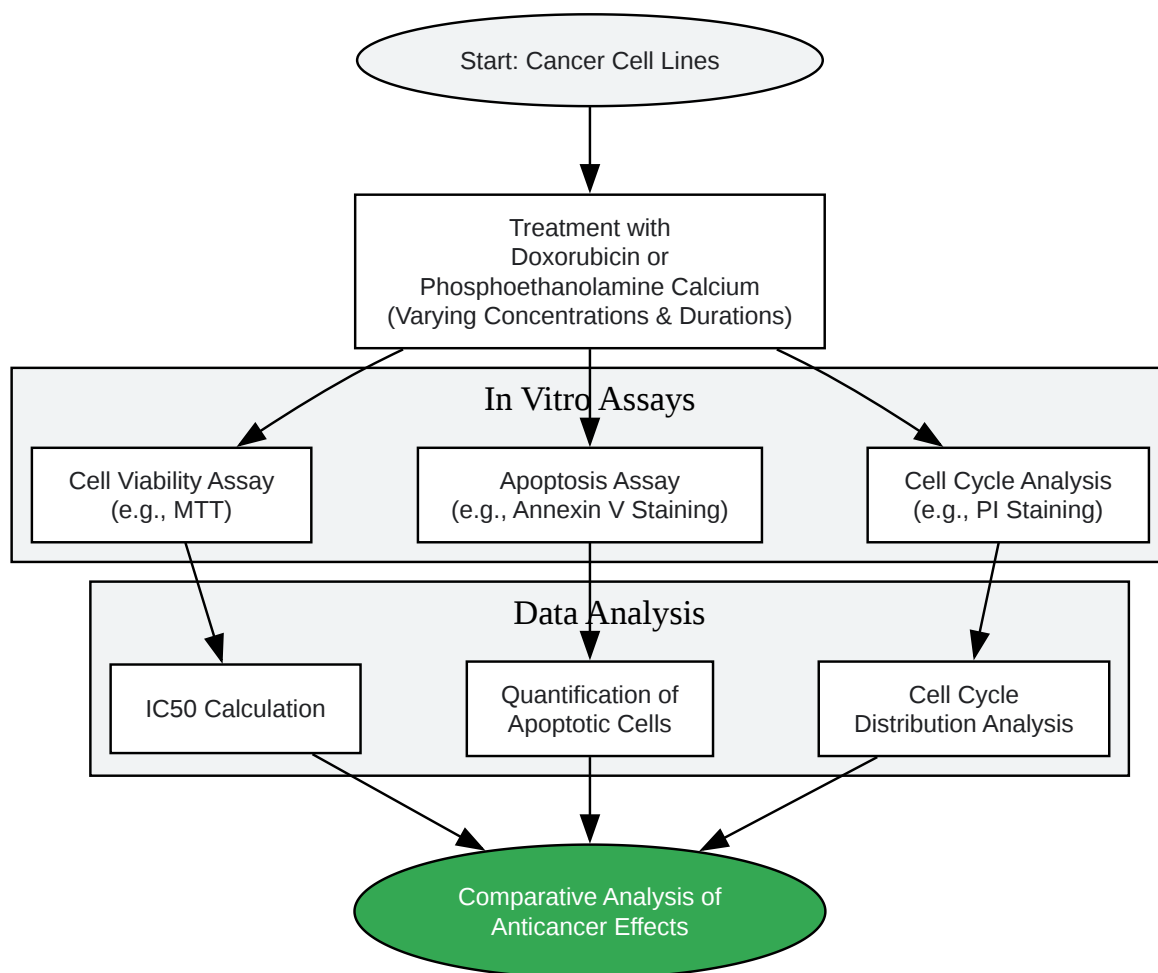 Start: Cancer Cell Lines
Treatment with
Doxorubicin or
Phosphoethanolamine Calcium
(Varying Concentrations & Durations)
In Vitro Assays
Cell Viability Assay
(e.g., MTT)
Apoptosis Assay
(e.g., Annexin V Staining)
Cell Cycle Analysis
(e.g., PI Staining)
Data Analysis
IC50 Calculation
Quantification of
Apoptotic Cells
Cell Cycle
Distribution Analysis
Comparative Analysis of
Anticancer Effects